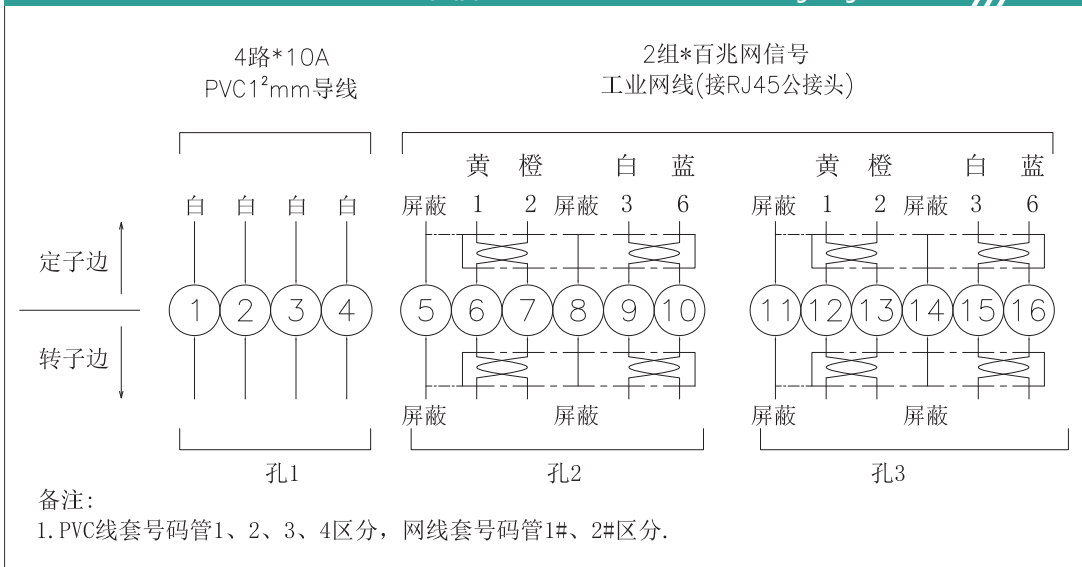 4路*10A
PVC1²mm导线
2组*百兆网信号
工业网线(接RJ45公接头)
黄 橙 白 蓝 黄 橙 白 蓝
白 白 白 白 屏蔽 1 2 屏蔽 3 6 屏蔽 1 2 屏蔽 3 6
定子边
1 2 3 4 5 6 7 8 9 10 11 12 13 14 15 16
转子边
屏蔽 屏蔽 屏蔽 屏蔽
孔1 孔2 孔3
备注:
1.PVC线套号码管1、2、3、4区分，网线套号码管1#、2#区分.